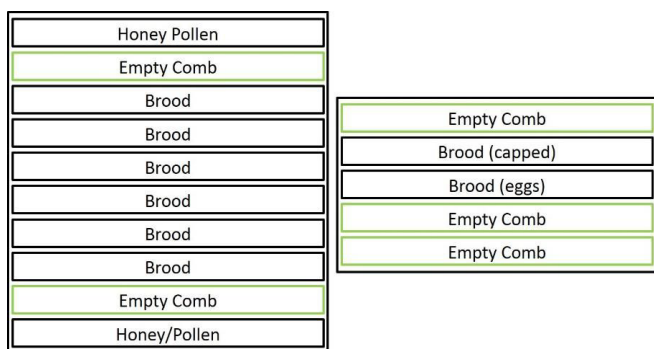 Honey Pollen
Empty Comb
Brood
Brood
Brood
Brood
Brood
Brood
Empty Comb
Honey/Pollen
Empty Comb
Brood (capped)
Brood (eggs)
Empty Comb
Empty Comb